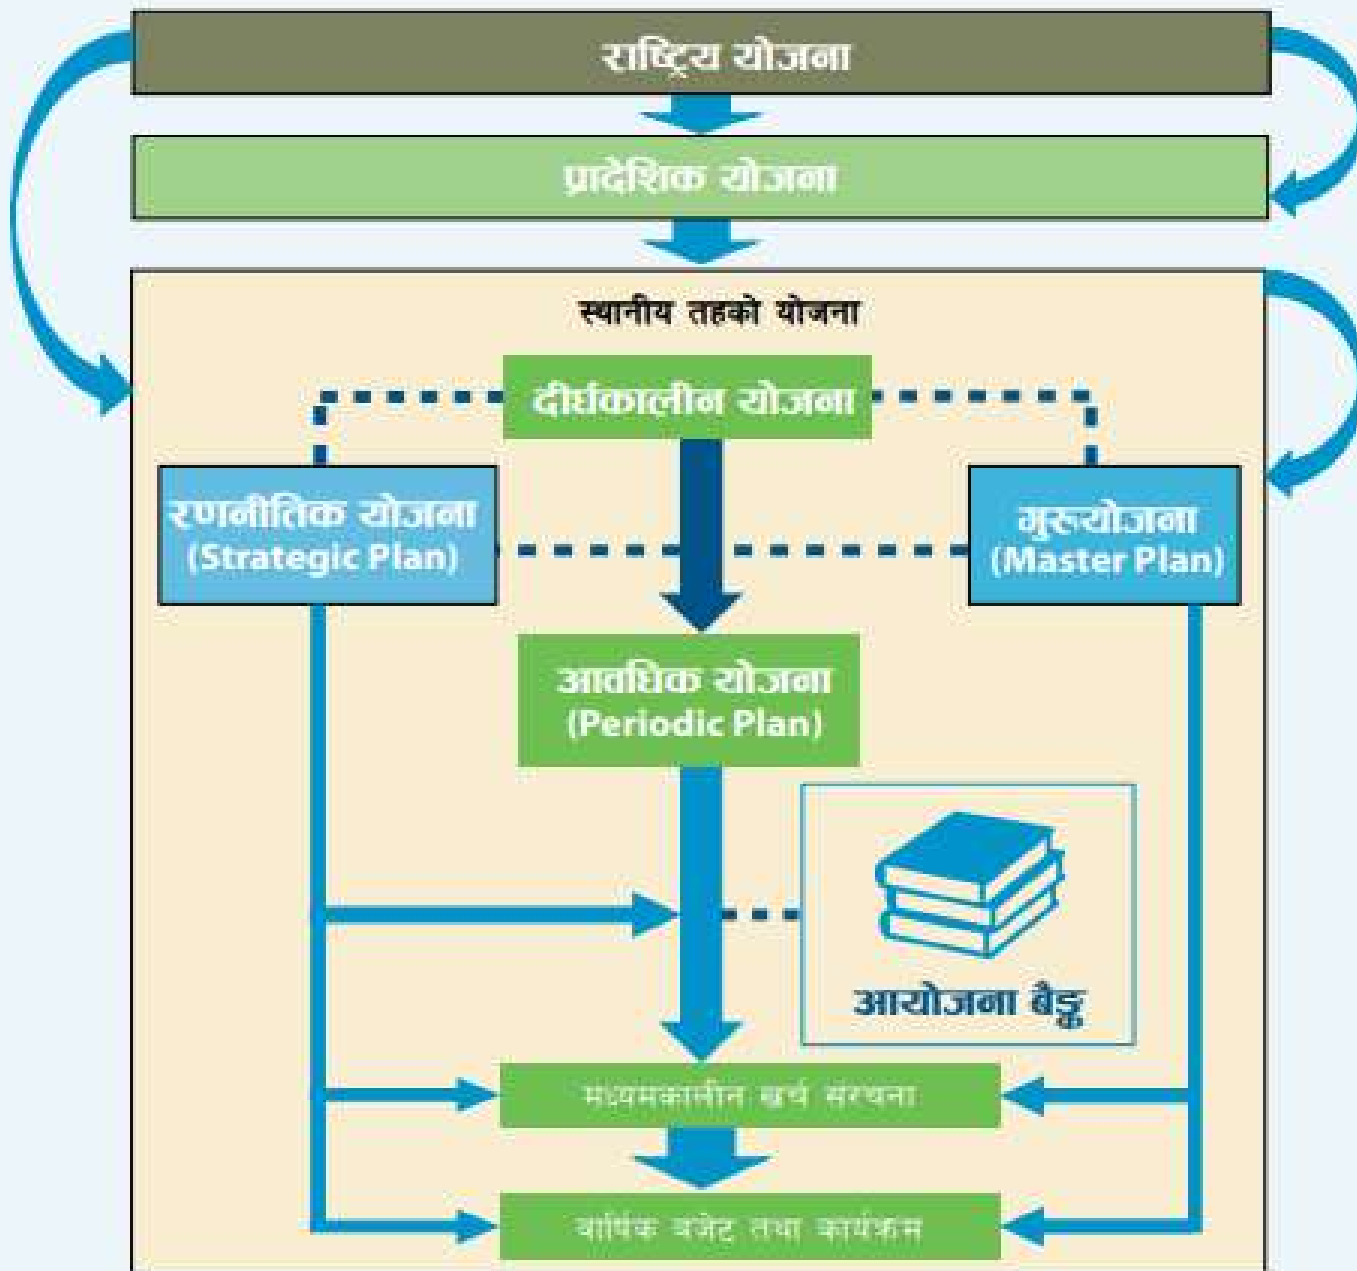 राष्ट्रिय योजना
प्रादेशिक योजना
स्थानीय तहको योजना
दीर्घकालीन योजना
रणनीतिक योजना
(Strategic Plan)
गुरुयोजना
(Master Plan)
आवधिक योजना
(Periodic Plan)
आयोजना बैङ्क
मध्यमकालीन खर्च संरचना
वार्षिक बजेट तथा कार्यक्रम